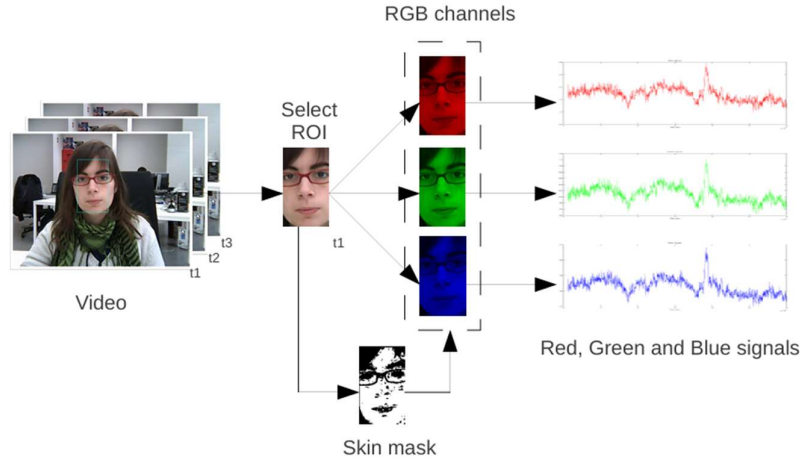 RGB channels
Select
ROI
t3
t2
t1
t1
Video
Red, Green and Blue signals
Skin mask